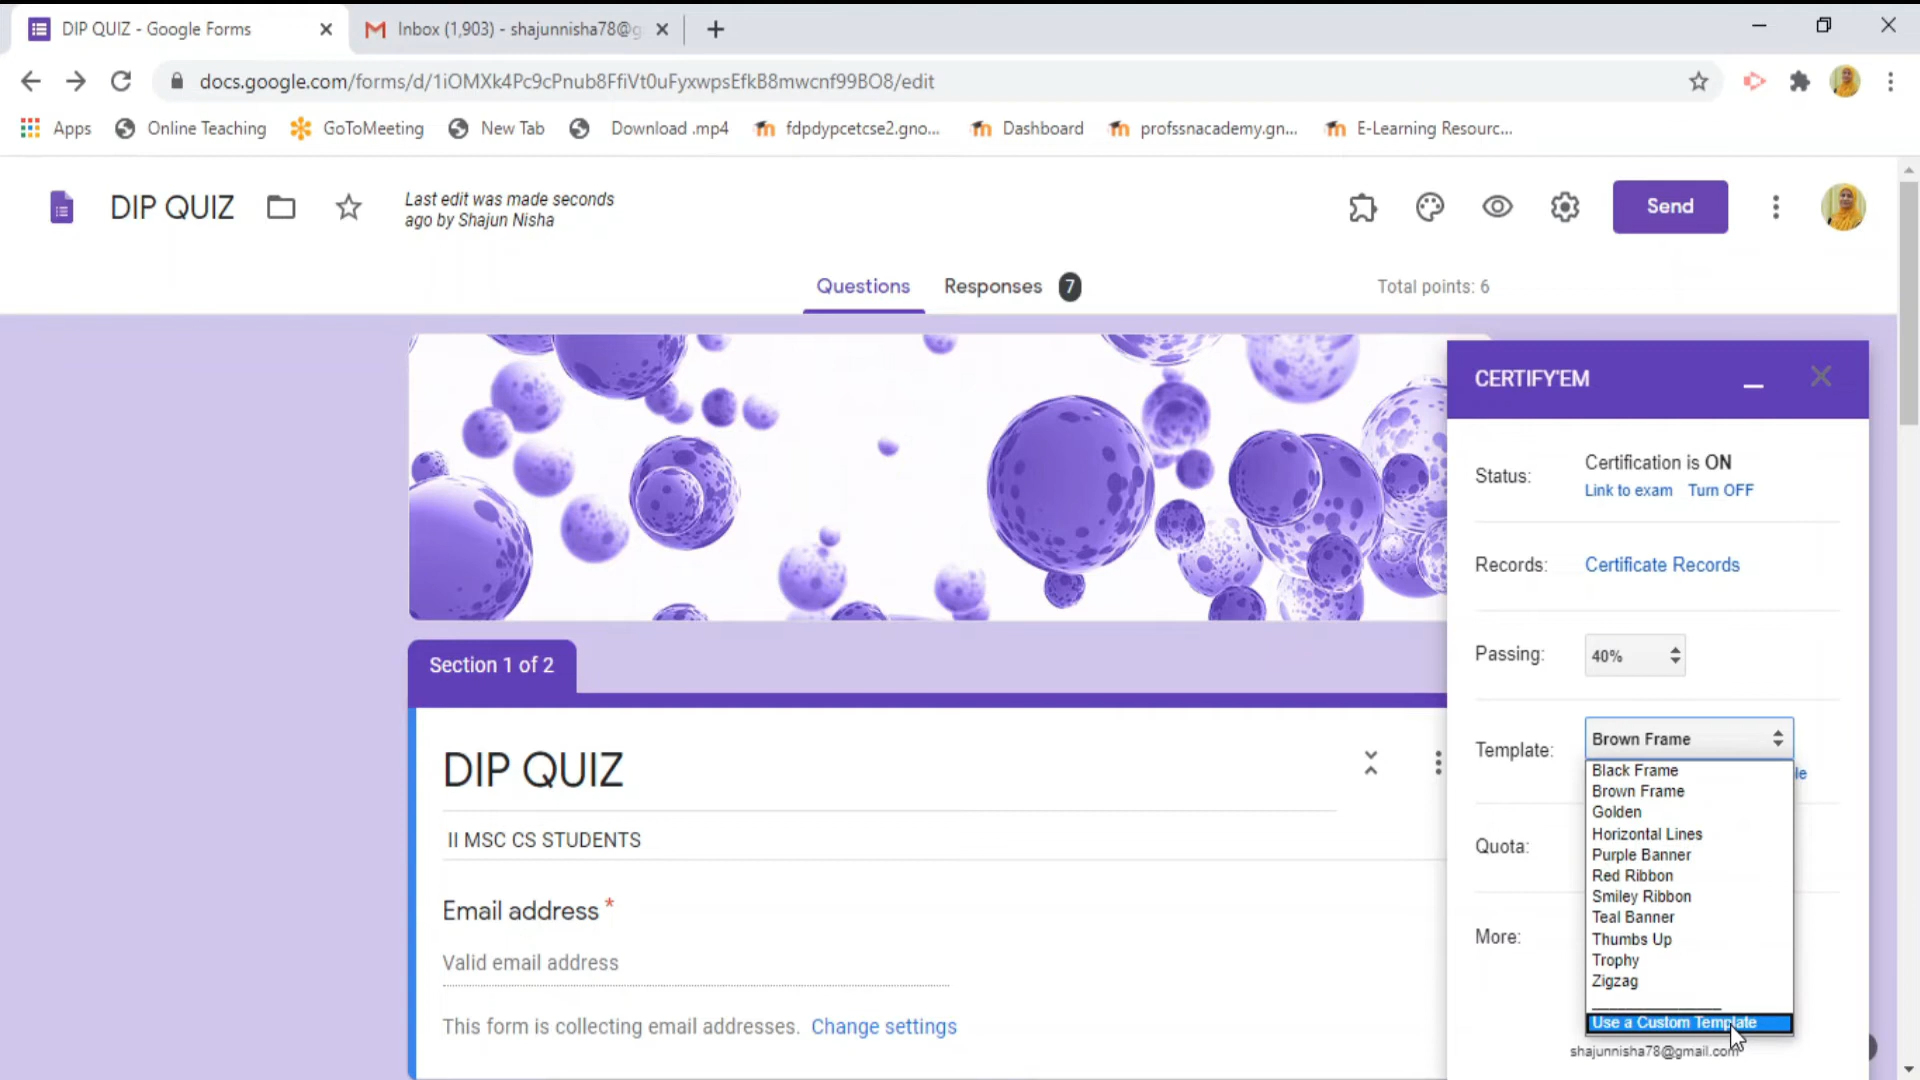 DIP QUIZ - Google Forms
Inbox (1,903) - shajunnisha78@g
docs.google.com/forms/d/1iOMXk4Pc9cPnub8FfiVt0uFyxwpsEfkB8mwcnf99BO8/edit
Apps
Online Teaching
GoToMeeting
New Tab
Download .mp4
fdpdypcetcse2.gno...
Dashboard
profssnacademy.gn...
E-Learning Resourc...
DIP QUIZ
Last edit was made seconds
ago by Shajun Nisha
Send
Questions
Responses 7
Total points: 6
CERTIFY'EM
Status:
Certification is ON
Link to exam Turn OFF
Records:
Certificate Records
Passing:
40%
Template:
Brown Frame
Black Frame
Brown Frame
Golden
Horizontal Lines
Purple Banner
Red Ribbon
Smiley Ribbon
Teal Banner
Thumbs Up
Trophy
Zigzag
Use a Custom Template
Quota:
More:
shajunnisha78@gmail.com
Section 1 of 2
DIP QUIZ
II MSC CS STUDENTS
Email address *
Valid email address
This form is collecting email addresses. Change settings